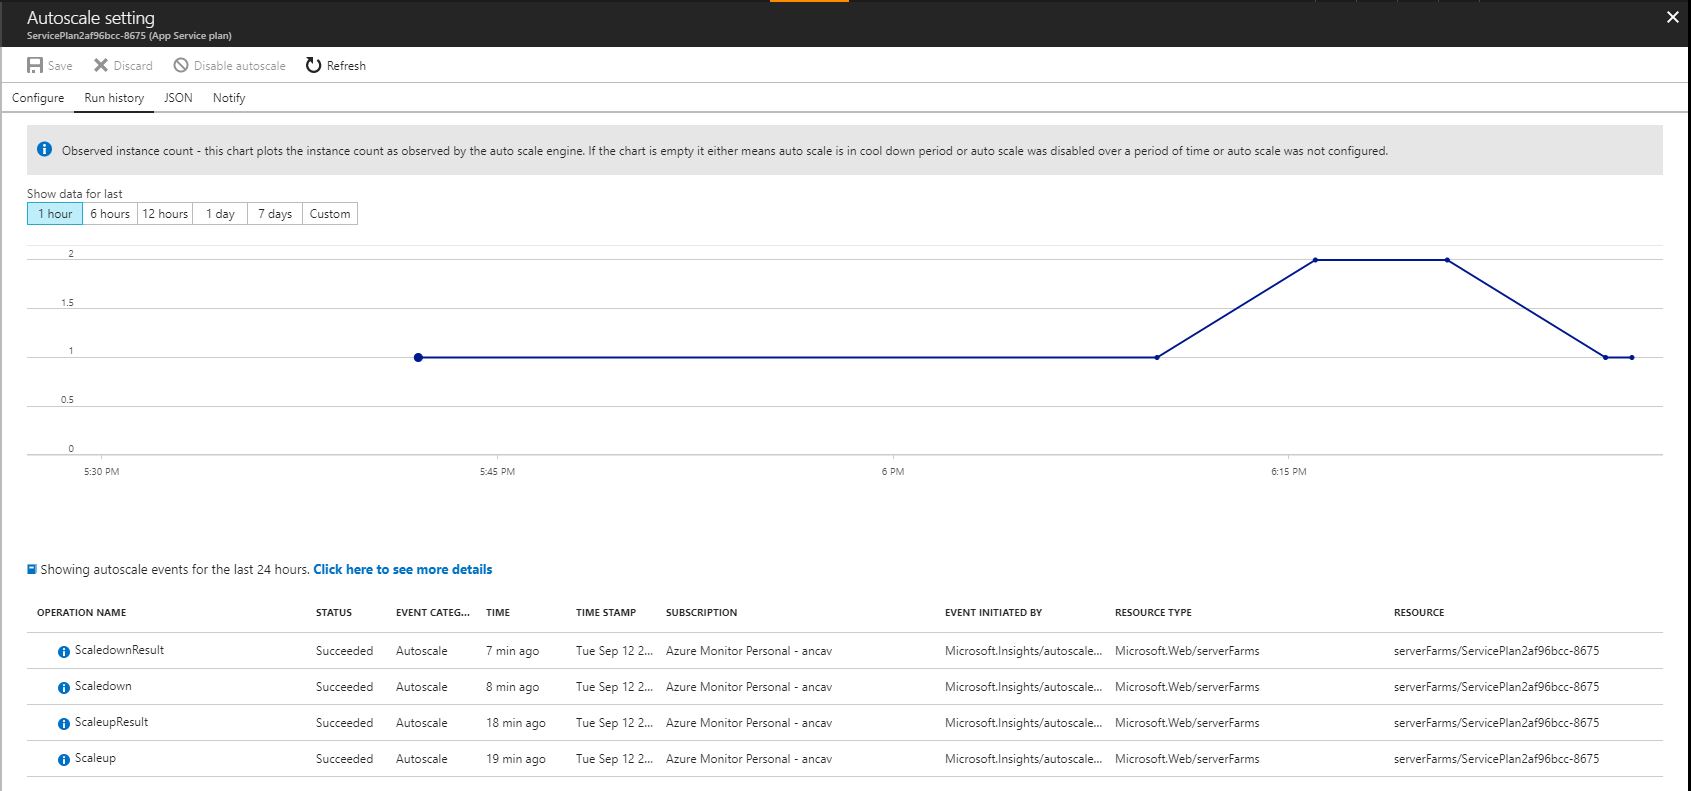 Autoscale setting
ServicePlan2af96bcc-8675 (App Service plan)
Save Discard Disable autoscale Refresh
Configure Run history JSON Notify
Observed instance count - this chart plots the instance count as observed by the auto scale engine. If the chart is empty it either means auto scale is in cool down period or auto scale was disabled over a period of time or auto scale was not configured.
Show data for last
1 hour 6 hours 12 hours 1 day 7 days Custom
2
1.5
1
0.5
0
5:30 PM 5:45 PM 6 PM 6:15 PM
Showing autoscale events for the last 24 hours. Click here to see more details
OPERATION NAME STATUS EVENT CATEG... TIME TIME STAMP SUBSCRIPTION EVENT INITIATED BY RESOURCE TYPE RESOURCE
ScaledownResult Succeeded Autoscale 7 min ago Tue Sep 12 2... Azure Monitor Personal - ancav Microsoft.Insights/autoscale... Microsoft.Web/serverFarms serverFarms/ServicePlan2af96bcc-8675
Scaledown Succeeded Autoscale 8 min ago Tue Sep 12 2... Azure Monitor Personal - ancav Microsoft.Insights/autoscale... Microsoft.Web/serverFarms serverFarms/ServicePlan2af96bcc-8675
ScaleupResult Succeeded Autoscale 18 min ago Tue Sep 12 2... Azure Monitor Personal - ancav Microsoft.Insights/autoscale... Microsoft.Web/serverFarms serverFarms/ServicePlan2af96bcc-8675
Scaleup Succeeded Autoscale 19 min ago Tue Sep 12 2... Azure Monitor Personal - ancav Microsoft.Insights/autoscale... Microsoft.Web/serverFarms serverFarms/ServicePlan2af96bcc-8675